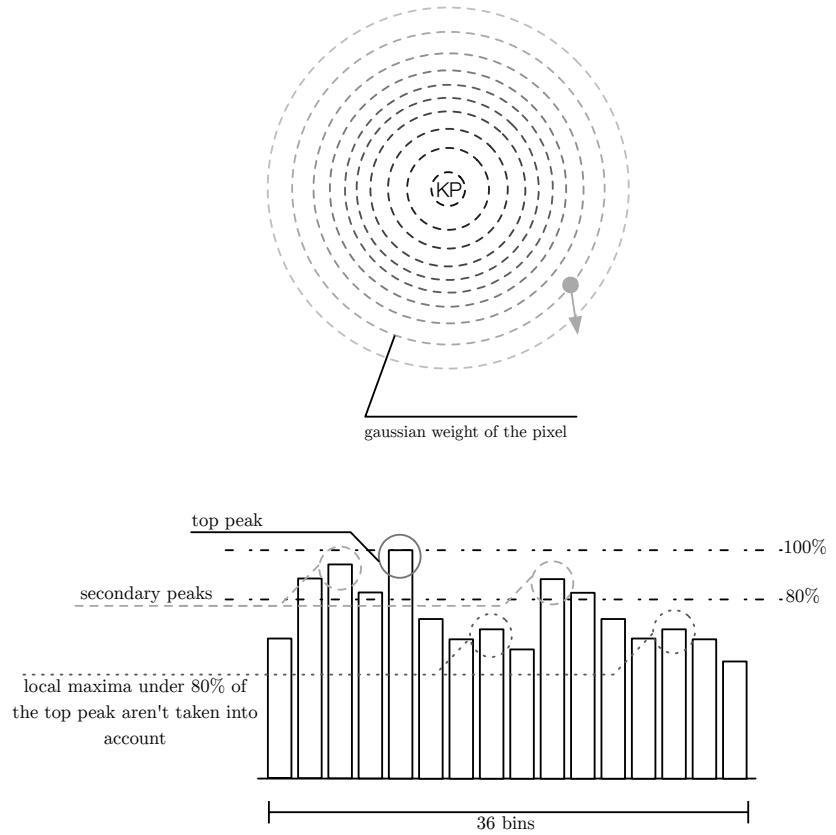 KP
gaussian weight of the pixel
top peak
100%
secondary peaks
80%
local maxima under 80% of
the top peak aren't taken into
account
36 bins